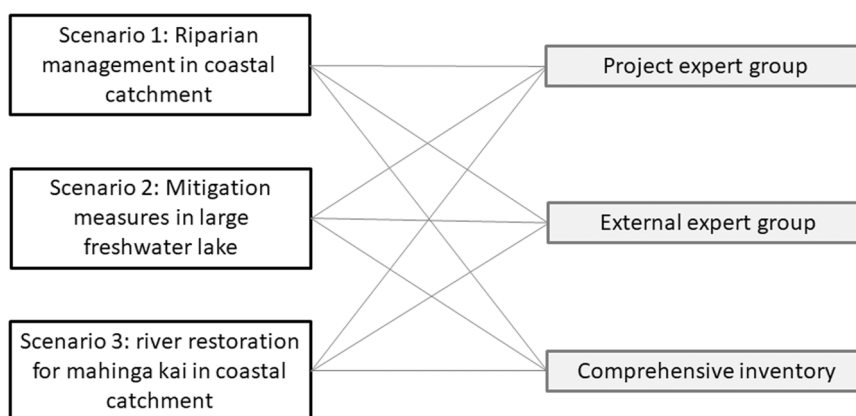 Scenario 1: Riparian
management in coastal
catchment
Project expert group
Scenario 2: Mitigation
measures in large
freshwater lake
External expert group
Scenario 3: river restoration
for mahinga kai in coastal
catchment
Comprehensive inventory